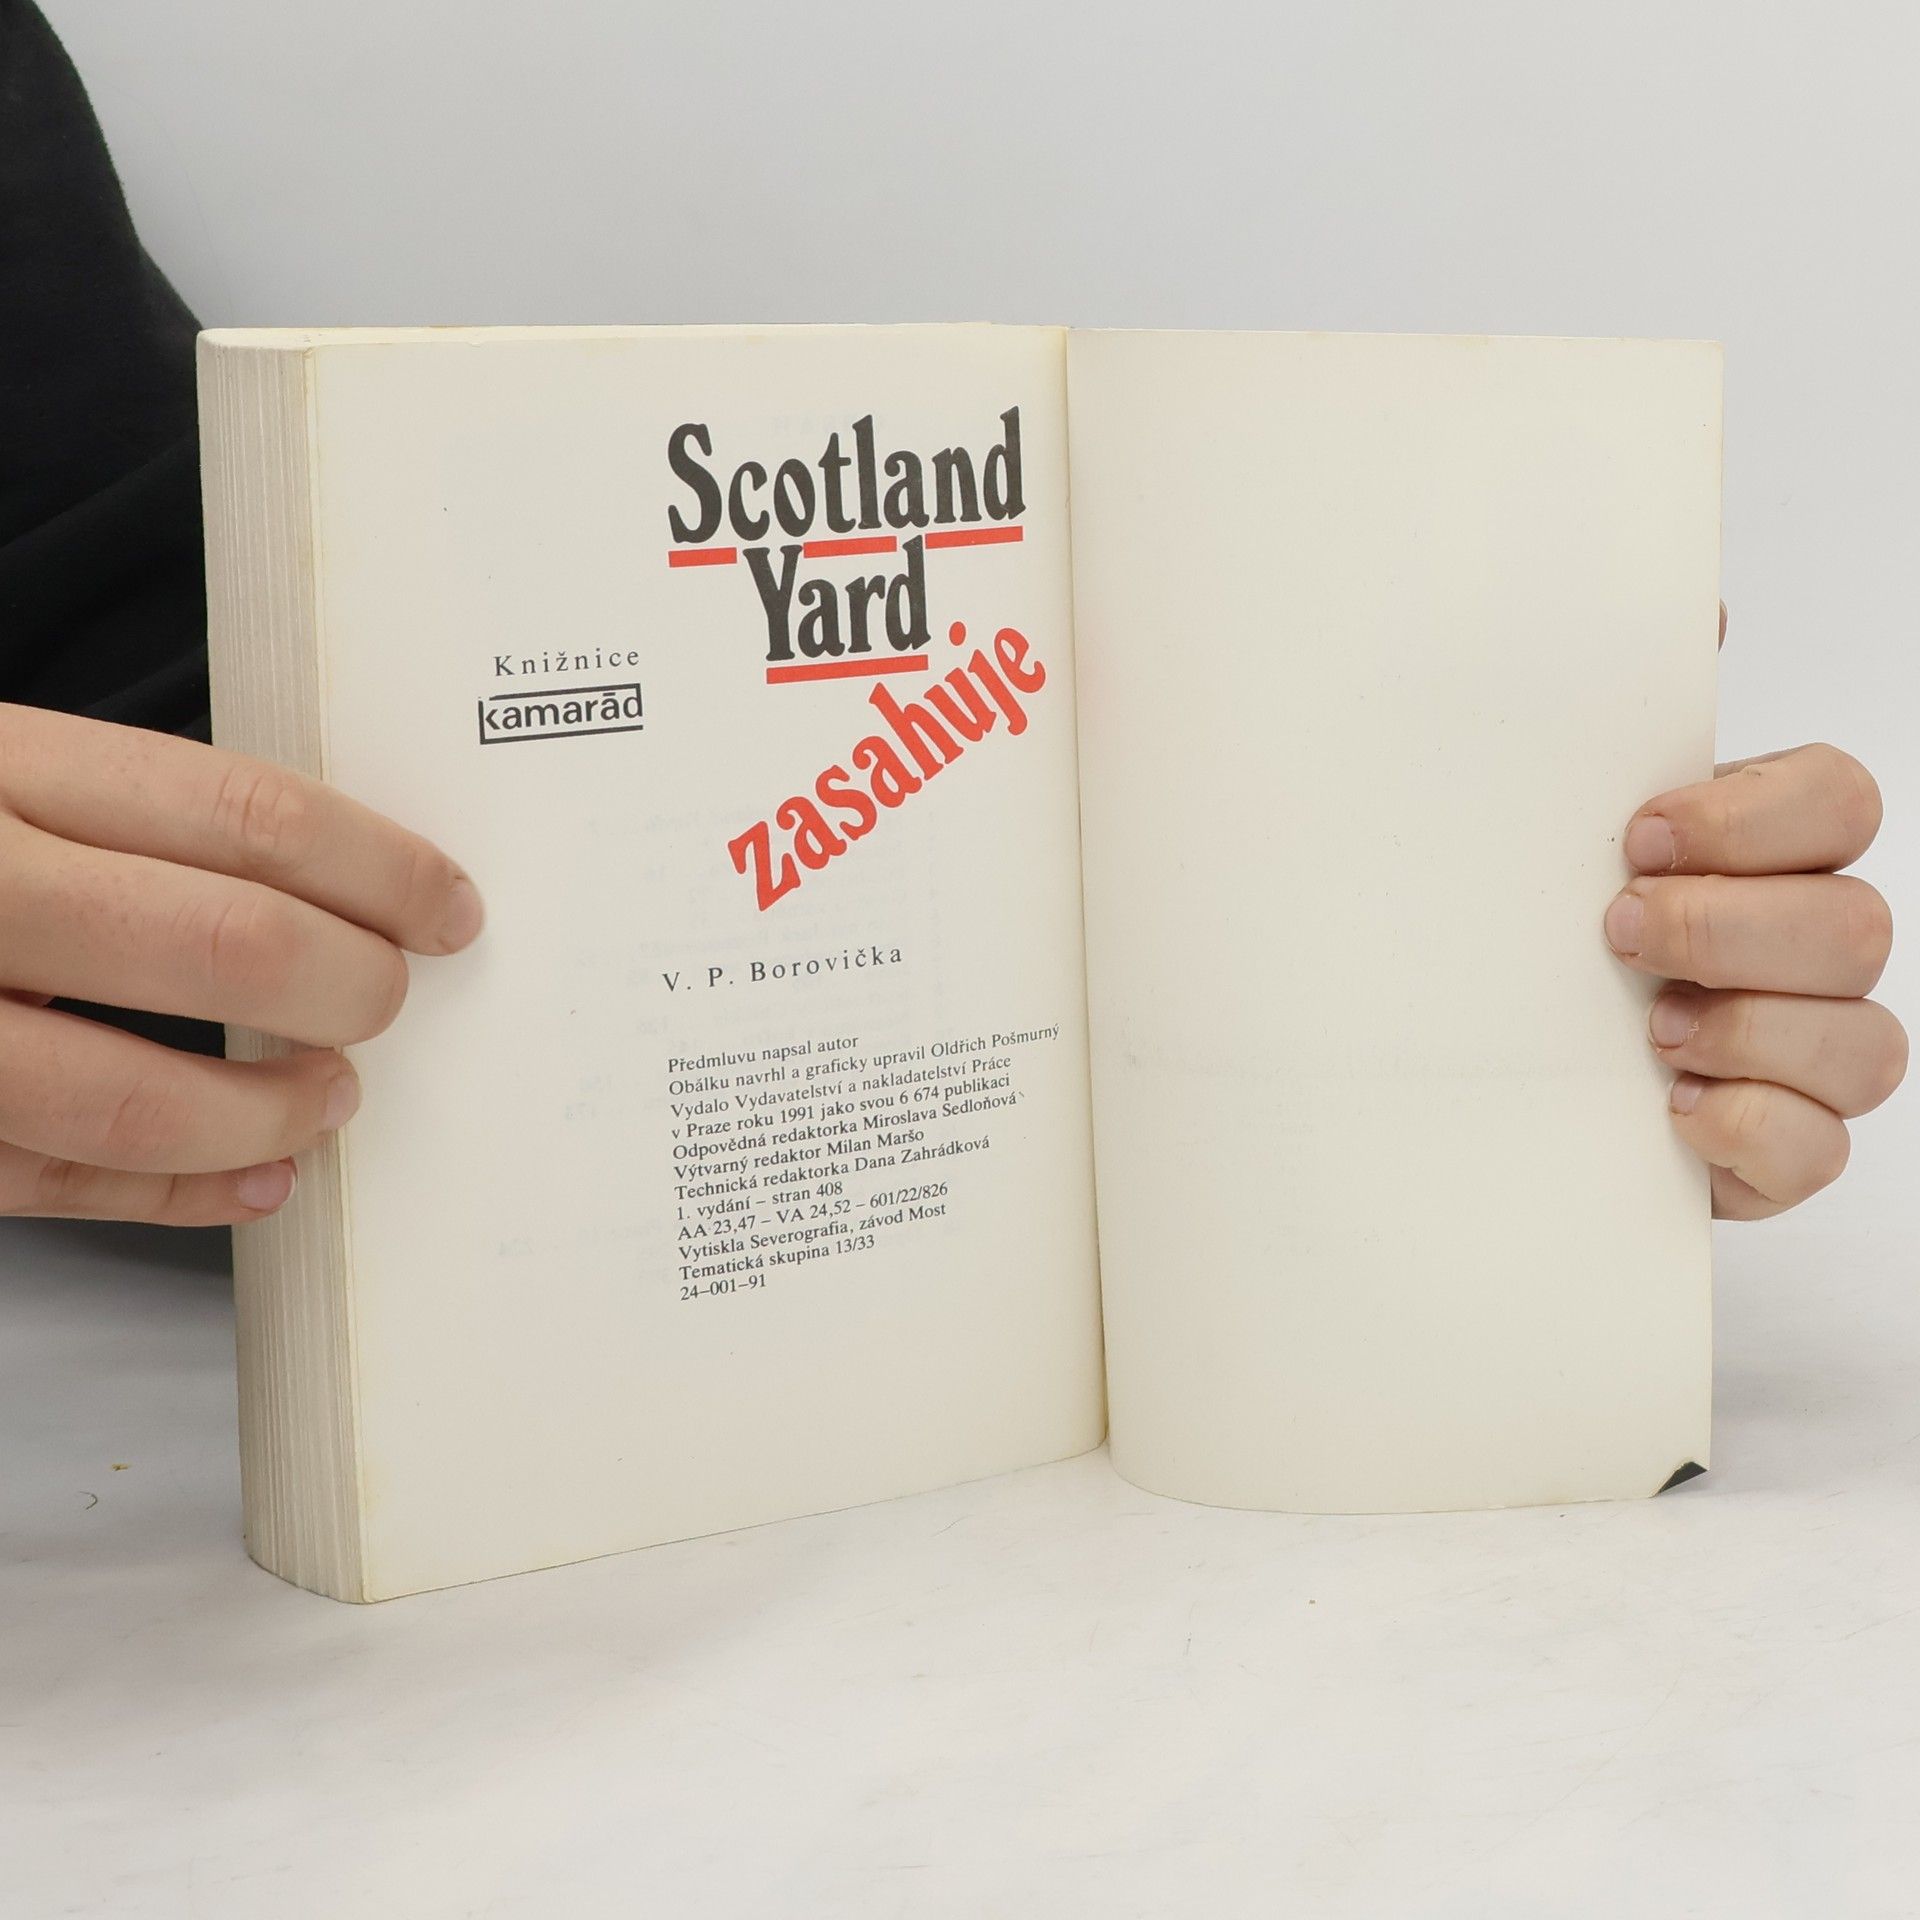 Scotland
Yard
zasahuje
Knižnice
kamarād
V. P. Borovička
Předmluvu napsal autor
Obálku navrhl a graficky upravil Oldřich Pošmurný
Vydalo Vydavatelství a nakladatelství Práce
v Praze roku 1991 jako svou 6 674 publikaci
Odpovědná redaktorka Miroslava Sedloňová
Výtvarný redaktor Milan Maršo
Technická redaktorka Dana Zahrádková
1. vydání – stran 408
AA 23,47 – VA 24,52 – 601/22/826
Vytiskla Severografia, závod Most
Tematická skupina 13/33
24–001–91